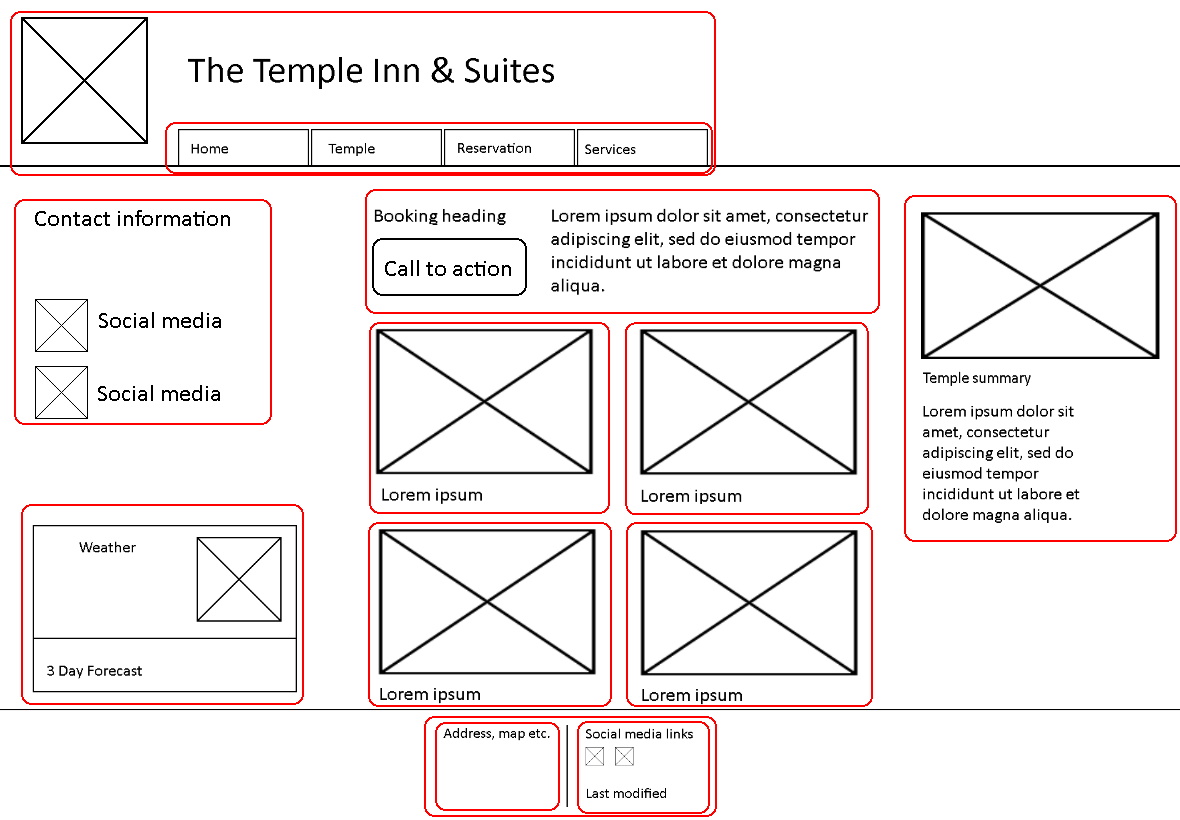 The Temple Inn & Suites
Home
Temple
Reservation
Services
Contact information
Social media
Social media
Weather
3 Day Forecast
Booking heading
Call to action
Lorem ipsum dolor sit amet, consectetur
adipiscing elit, sed do eiusmod tempor
incididunt ut labore et dolore magna
aliqua.
Lorem ipsum
Lorem ipsum
Lorem ipsum
Lorem ipsum
Temple summary
Lorem ipsum dolor sit
amet, consectetur
adipiscing elit, sed do
eiusmod tempor
incididunt ut labore et
dolore magna aliqua.
Address, map etc.
Social media links
Last modified